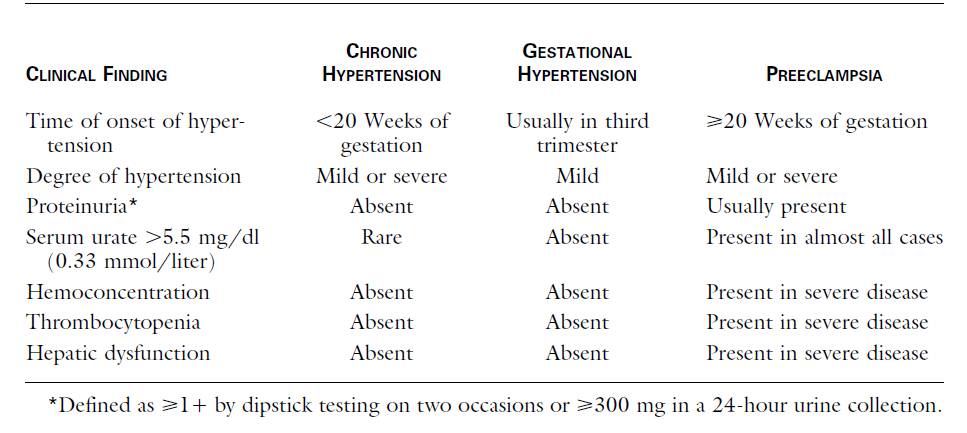 CHRONIC GESTATIONAL
CLINICAL FINDING HYPERTENSION HYPERTENSION PREECLAMPSIA
Time of onset of hyper- <20 Weeks of Usually in third ⩾20 Weeks of gestation
tension gestation trimester
Degree of hypertension Mild or severe Mild Mild or severe
Proteinuria* Absent Absent Usually present
Serum urate >5.5 mg/dl Rare Absent Present in almost all cases
(0.33 mmol/liter)
Hemoconcentration Absent Absent Present in severe disease
Thrombocytopenia Absent Absent Present in severe disease
Hepatic dysfunction Absent Absent Present in severe disease
*Defined as ⩾1+ by dipstick testing on two occasions or ⩾300 mg in a 24-hour urine collection.